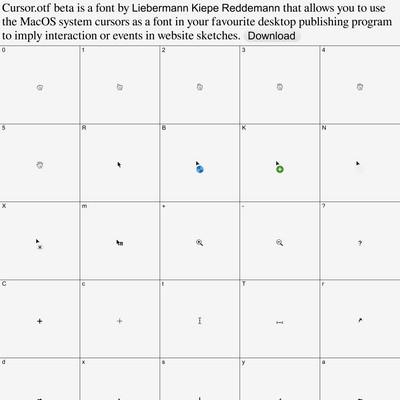 Cursor.otf beta is a font by Liebermann Kiepe Reddemann that allows you to use
the MacOS system cursors as a font in your favourite desktop publishing program
to imply interaction or events in website sketches. Download
0 1 2 3 4
5 R B K N
X m + - ?
?
C c t T r
d x s y a